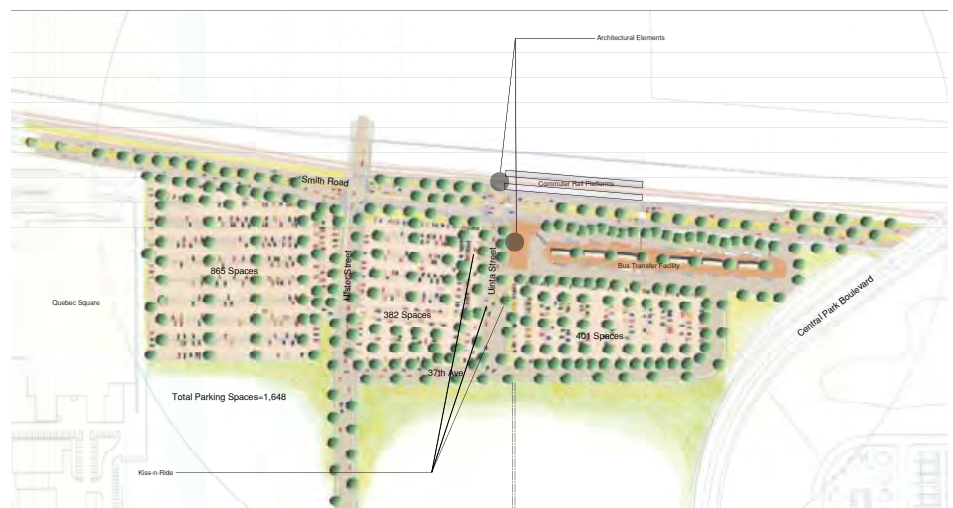 Architectural Elements
Smith Road
Commuter Rail Platforms
865 Spaces
Ulster Street
Uinta Street
Bus Transfer Facility
Quebec Square
Central Park Boulevard
382 Spaces
401 Spaces
37th Ave
Total Parking Spaces=1,648
Kiss-n-Ride